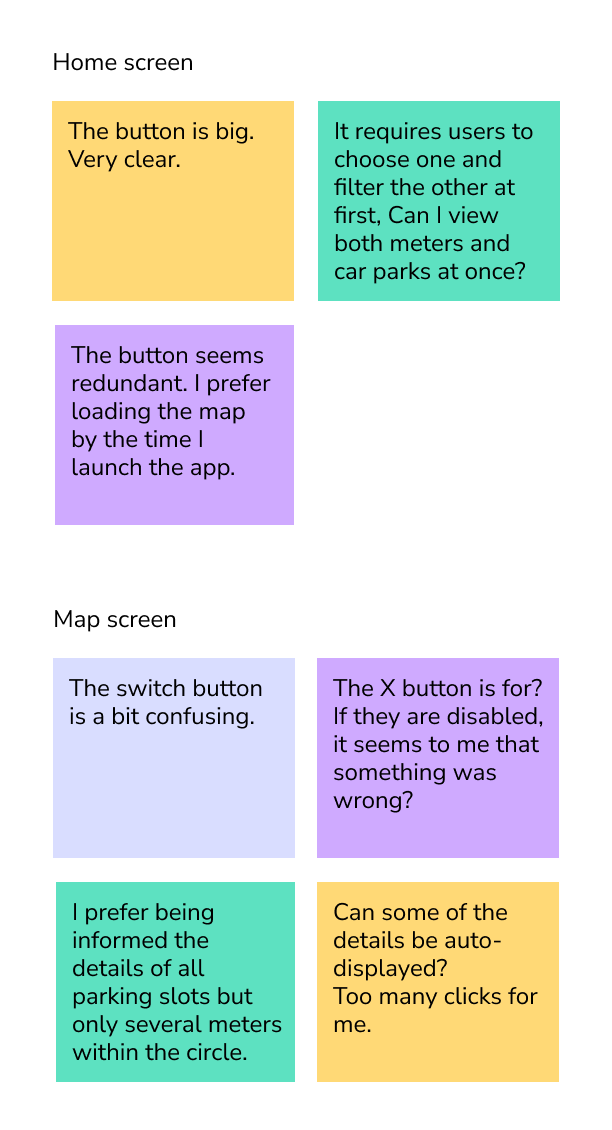 Home screen
The button is big.
Very clear.
It requires users to
choose one and
filter the other at
first, Can I view
both meters and
car parks at once?
The button seems
redundant. I prefer
loading the map
by the time I
launch the app.
Map screen
The switch button
is a bit confusing.
The X button is for?
If they are disabled,
it seems to me that
something was
wrong?
I prefer being
informed the
details of all
parking slots but
only several meters
within the circle.
Can some of the
details be auto-
displayed?
Too many clicks for
me.